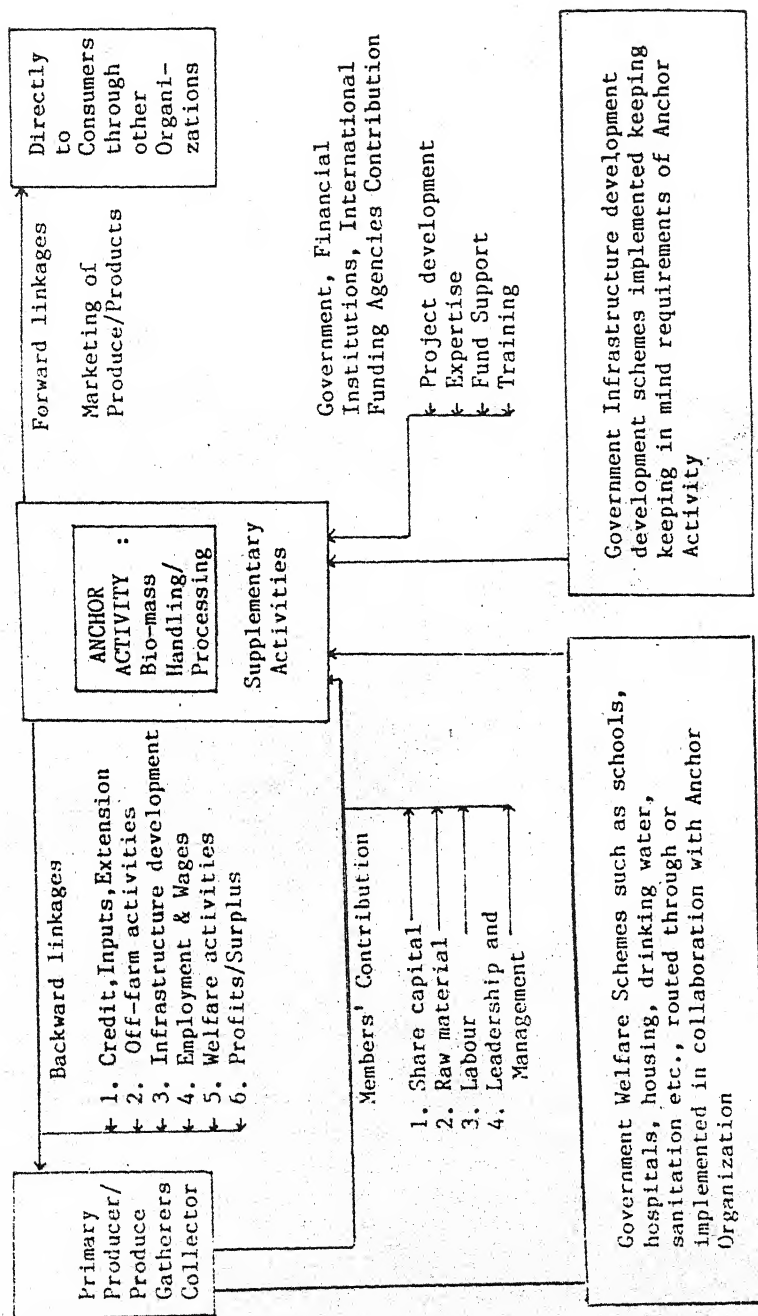 Primary
Producer/
Produce
Gatherers
Collector
Backward linkages
1. Credit,Inputs,Extension
2. Off-farm activities
3. Infrastructure development
4. Employment & Wages
5. Welfare activities
6. Profits/Surplus
Members' Contribution
1. Share capital
2. Raw material
3. Labour
4. Leadership and
Management
ANCHOR
ACTIVITY :
Bio-mass
Handling/
Processing
Supplementary
Activities
Forward linkages
Marketing of
Produce/Products
Directly
to
Consumers
through
other
Organi-
zations
Government, Financial
Institutions, International
Funding Agencies Contribution
Project development
Expertise
Fund Support
Training
Government Welfare Schemes such as schools,
hospitals, housing, drinking water,
sanitation etc., routed through or
implemented in collaboration with Anchor
Organization
Government Infrastructure development
development schemes implemented keeping
keeping in mind requirements of Anchor
Activity